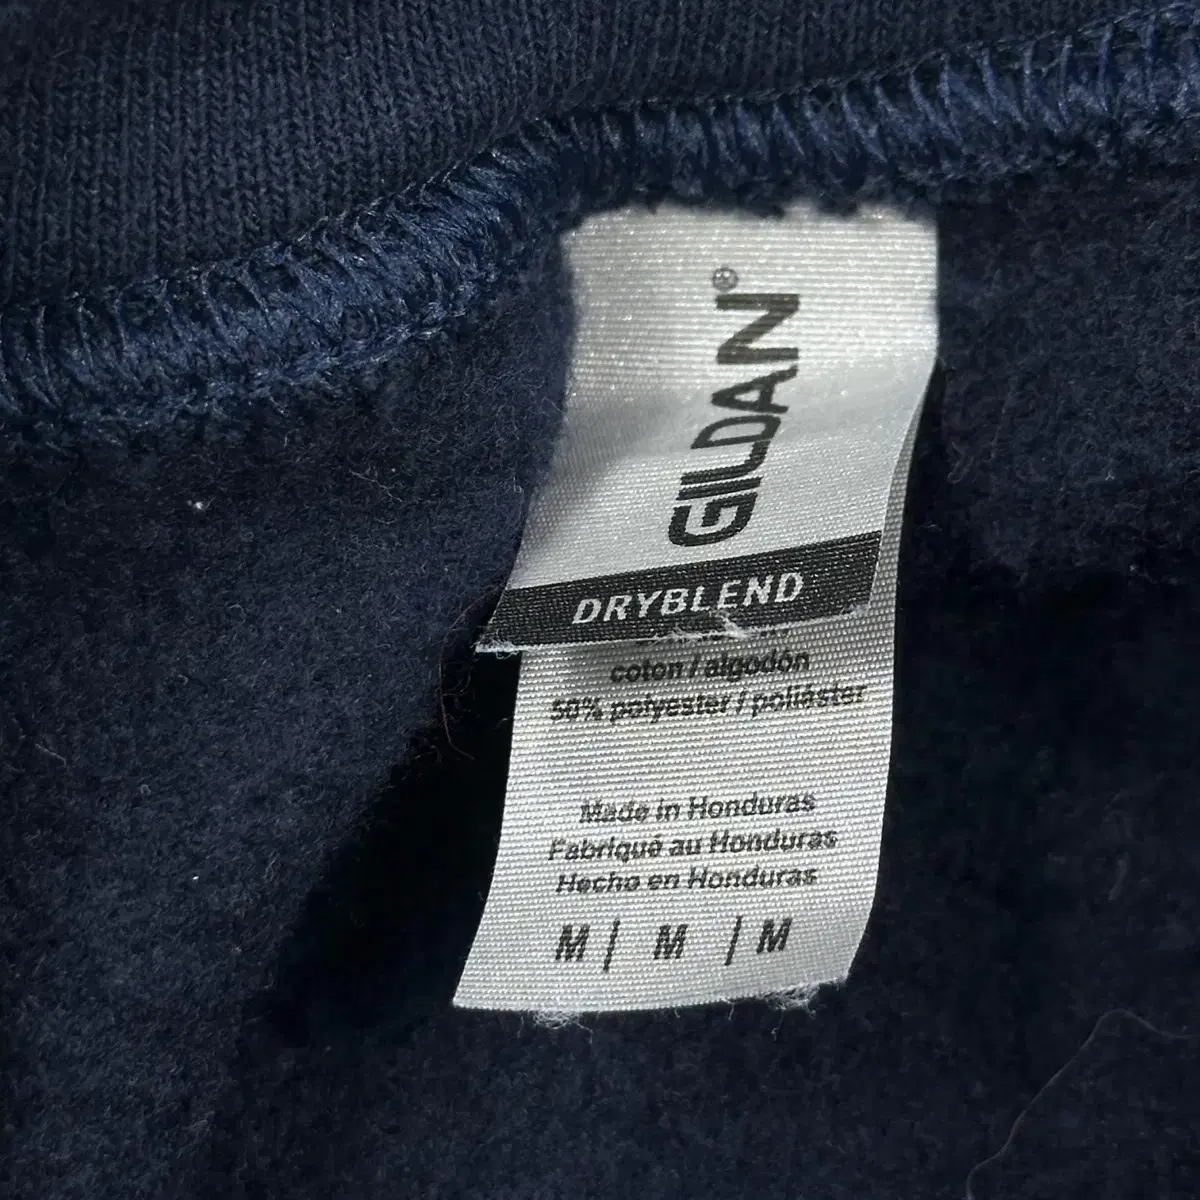 GILDAN®
DRYBLEND
coton / algodón
50% polyester / poliéster
Made in Honduras
Fabriqué au Honduras
Hecho en Honduras
M | M | M